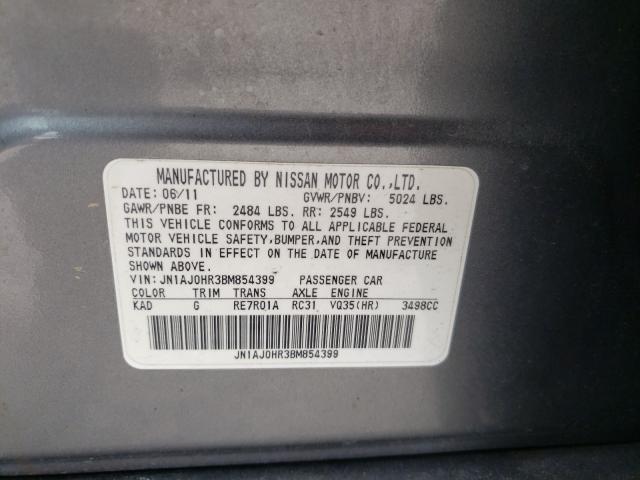 MANUFACTURED BY NISSAN MOTOR CO.,LTD.
DATE: 06/11 GVWR/PNBV: 5024 LBS.
GAWR/PNBE FR: 2484 LBS. RR: 2549 LBS.
THIS VEHICLE CONFORMS TO ALL APPLICABLE FEDERAL
MOTOR VEHICLE SAFETY,BUMPER,AND THEFT PREVENTION
STANDARDS IN EFFECT ON THE DATE OF MANUFACTURE
SHOWN ABOVE.
VIN: JN1AJ0HR3BM854399 PASSENGER CAR
COLOR TRIM TRANS AXLE ENGINE
KAD G RE7R01A RC31 VQ35(HR) 3498CC
JN1AJ0HR3BM854399